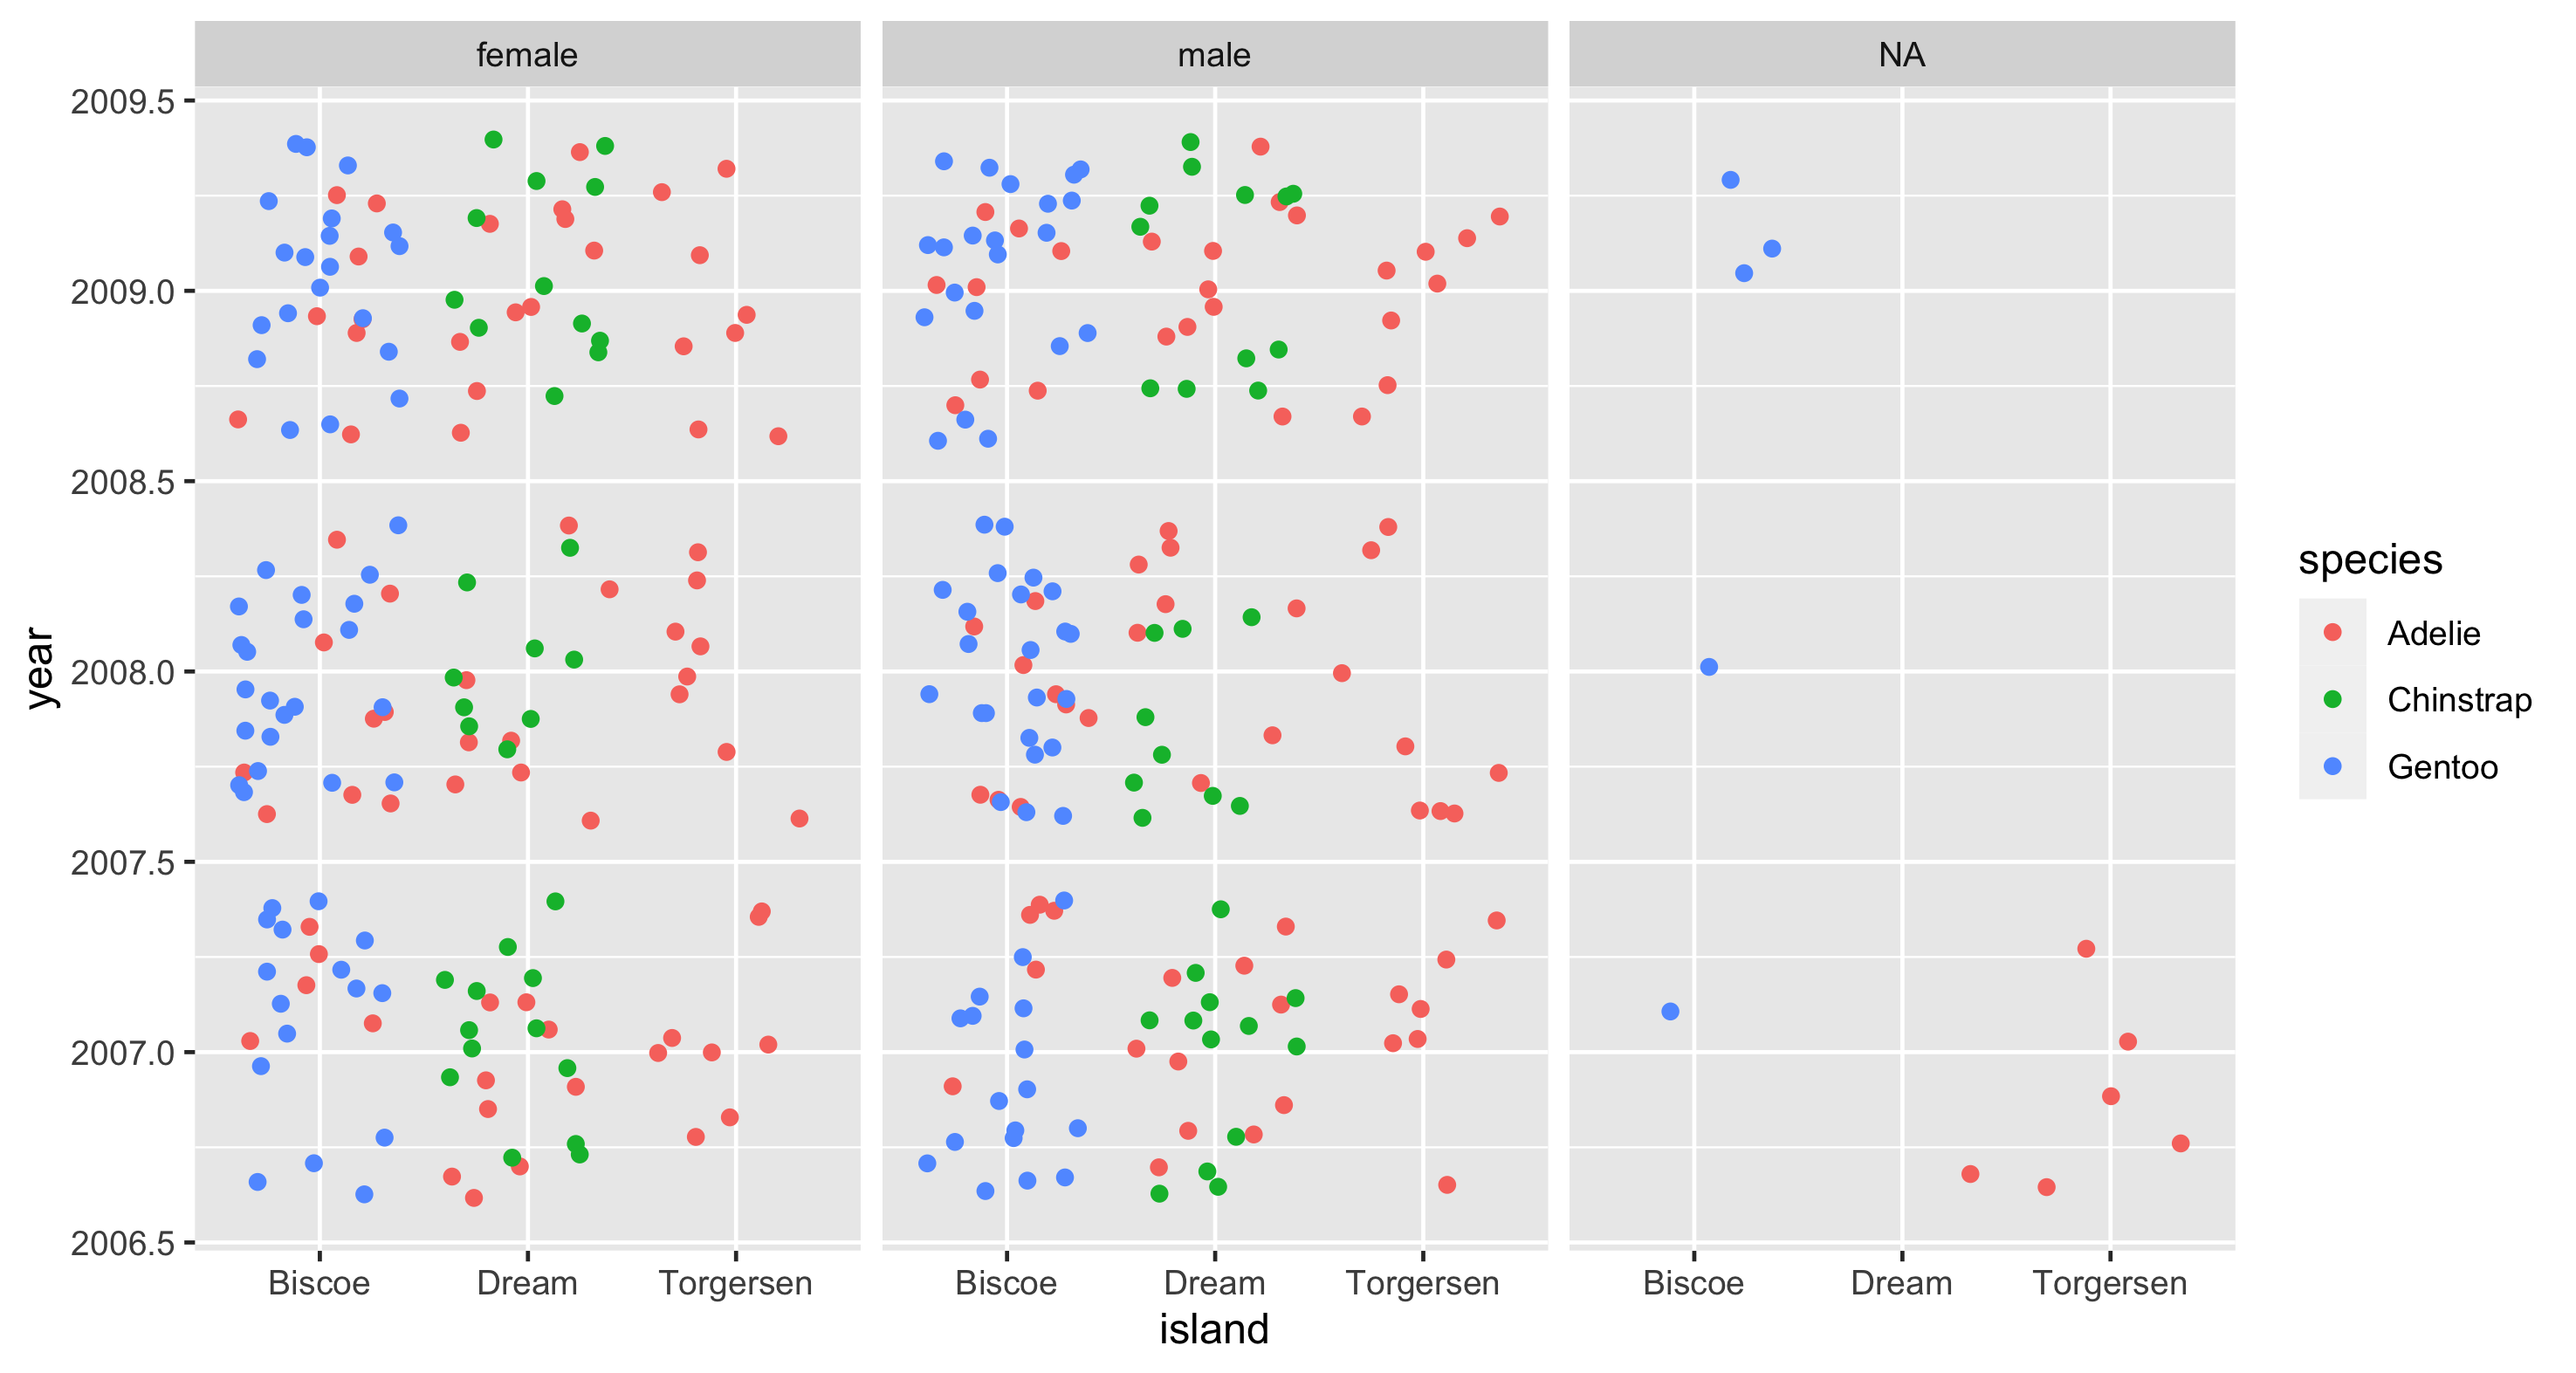 female male NA
2009.5
2009.0
2008.5
2008.0
2007.5
2007.0
2006.5
year
Biscoe Dream Torgersen Biscoe Dream Torgersen Biscoe Dream Torgersen
island
species
Adelie
Chinstrap
Gentoo